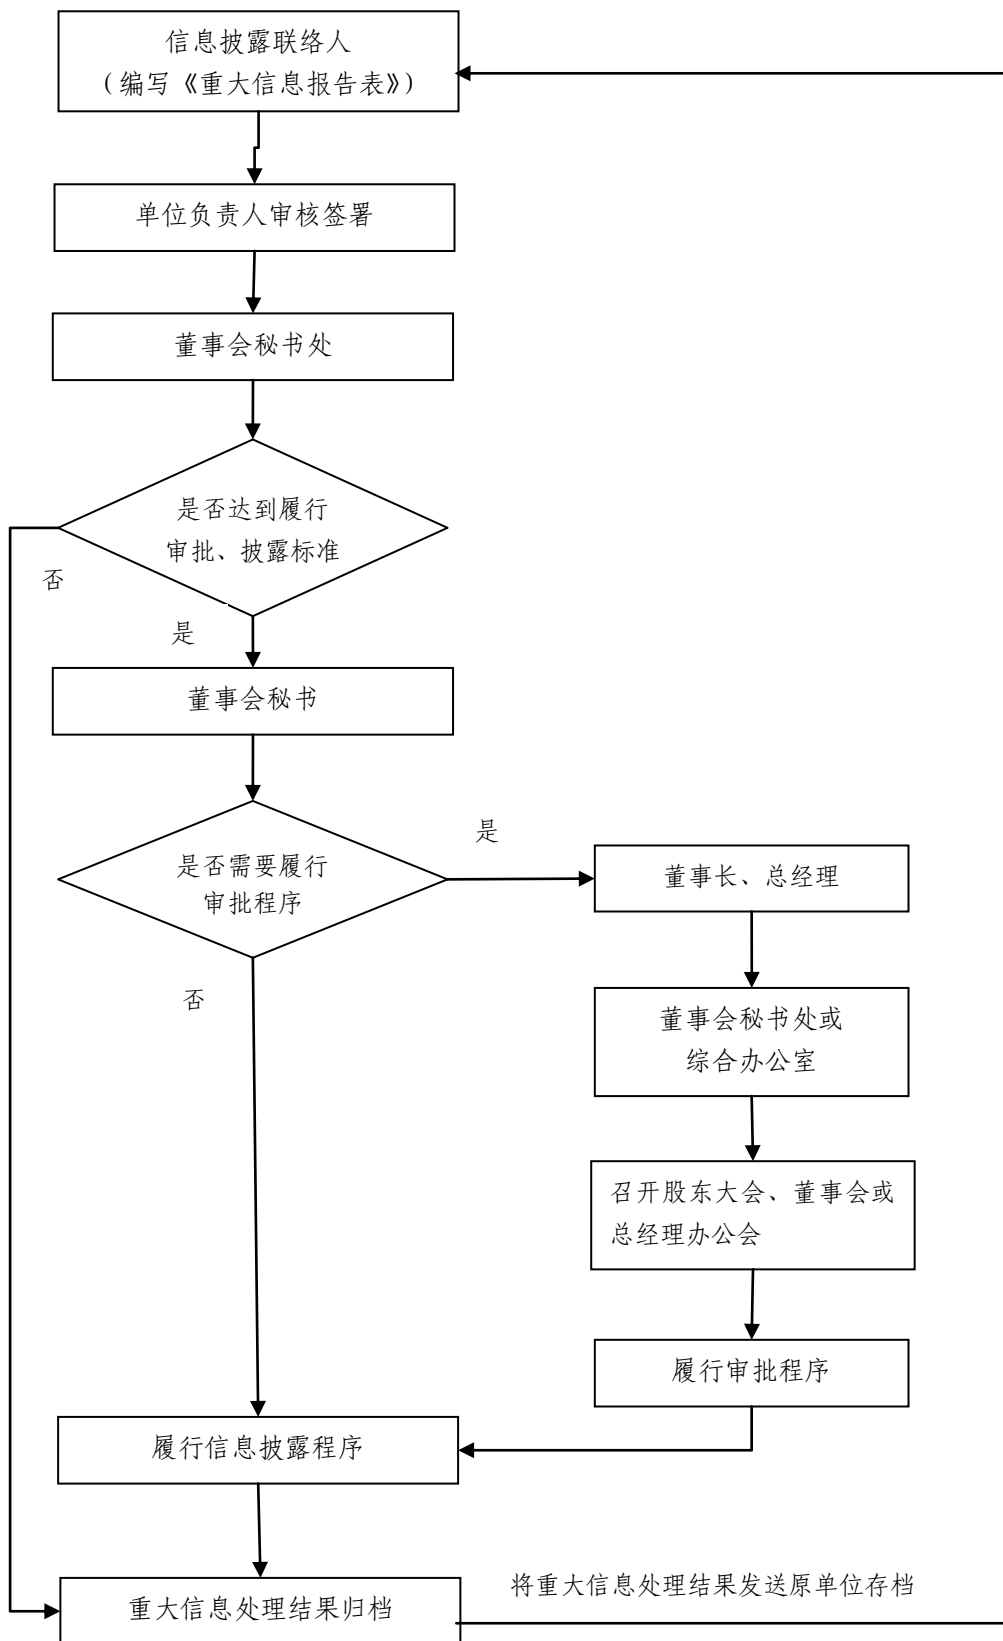 信息披露联络人
（编写《重大信息报告表》）
单位负责人审核签署
董事会秘书处
是否达到履行
审批、披露标准
否
是
董事会秘书
是否需要履行
审批程序
是
否
董事长、总经理
董事会秘书处或
综合办公室
召开股东大会、董事会或
总经理办公会
履行审批程序
履行信息披露程序
重大信息处理结果归档
将重大信息处理结果发送原单位存档